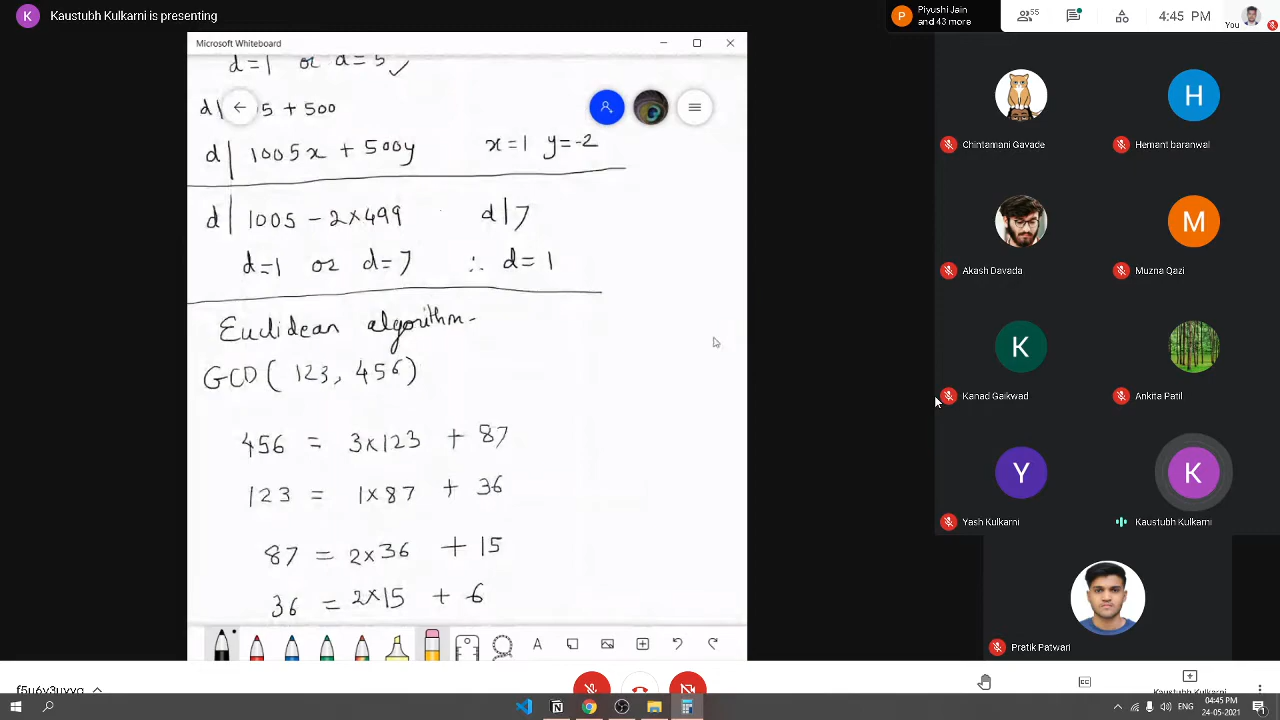 K Kaustubh Kulkarni is presenting
P Piyushi Jain
and 43 more
55
4:45 PM
You
Microsoft Whiteboard
d=1 or d=5 ✓
d| 5 + 500
d| 1005x + 500y x=1 y=-2
d| 1005 - 2×499 d|7
d=1 or d=7 ∴ d=1
Euclidean algorithm-
GCD( 123, 456)
456 = 3×123 + 87
123 = 1×87 + 36
87 = 2×36 + 15
36 = 2×15 + 6
A
Chintamani Gavade
H
Hemant baranwal
Akash Davada
M
Muzna Qazi
K
Kanad Gaikwad
Ankita Patil
Y
Yash Kulkarni
K
Kaustubh Kulkarni
Pratik Patwari
Kaustubh Kulkarni
ENG
04:45 PM
24-05-2021